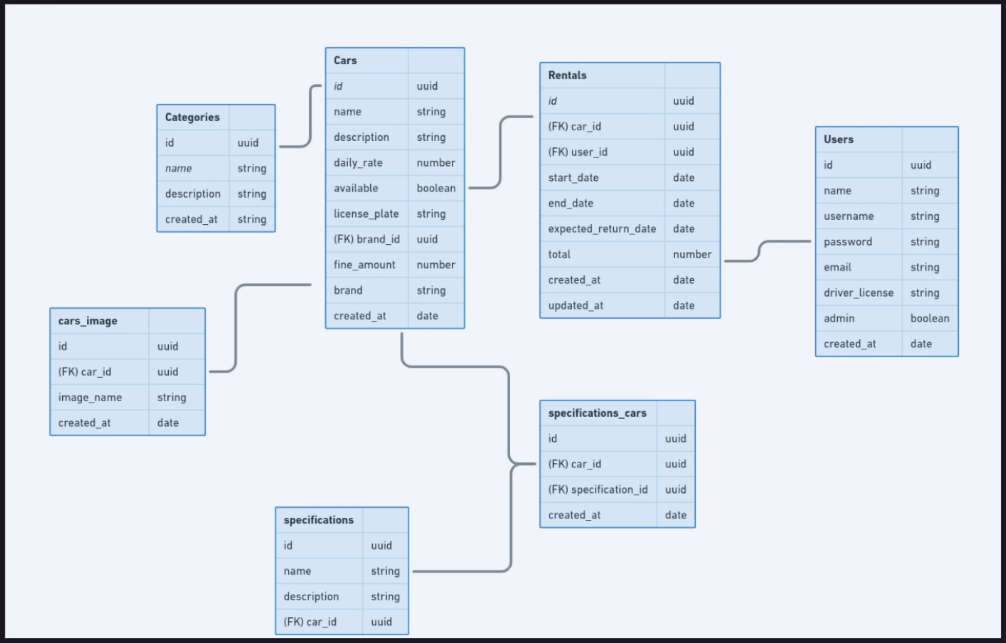 Cars
id uuid
name string
description string
daily_rate number
available boolean
license_plate string
(FK) brand_id uuid
fine_amount number
brand string
created_at date
Rentals
id uuid
(FK) car_id uuid
(FK) user_id uuid
start_date date
end_date date
expected_return_date date
total number
created_at date
updated_at date
Categories
id uuid
name string
description string
created_at string
Users
id uuid
name string
username string
password string
email string
driver_license string
admin boolean
created_at date
cars_image
id uuid
(FK) car_id uuid
image_name string
created_at date
specifications_cars
id uuid
(FK) car_id uuid
(FK) specification_id uuid
created_at date
specifications
id uuid
name string
description string
(FK) car_id uuid